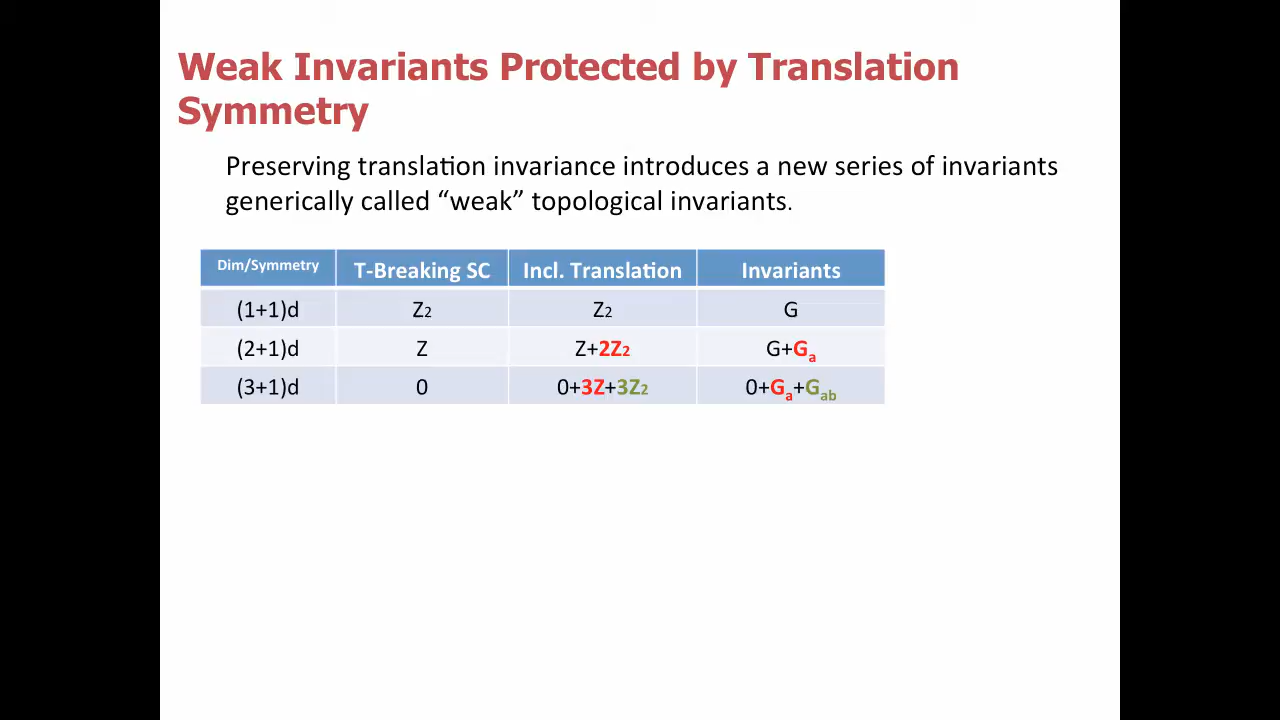 Weak Invariants Protected by Translation
Symmetry
Preserving translation invariance introduces a new series of invariants
generically called “weak” topological invariants.
Dim/Symmetry T-Breaking SC Incl. Translation Invariants
(1+1)d Z2 Z2 G
(2+1)d Z Z+2Z2 G+Ga
(3+1)d 0 0+3Z+3Z2 0+Ga+Gab